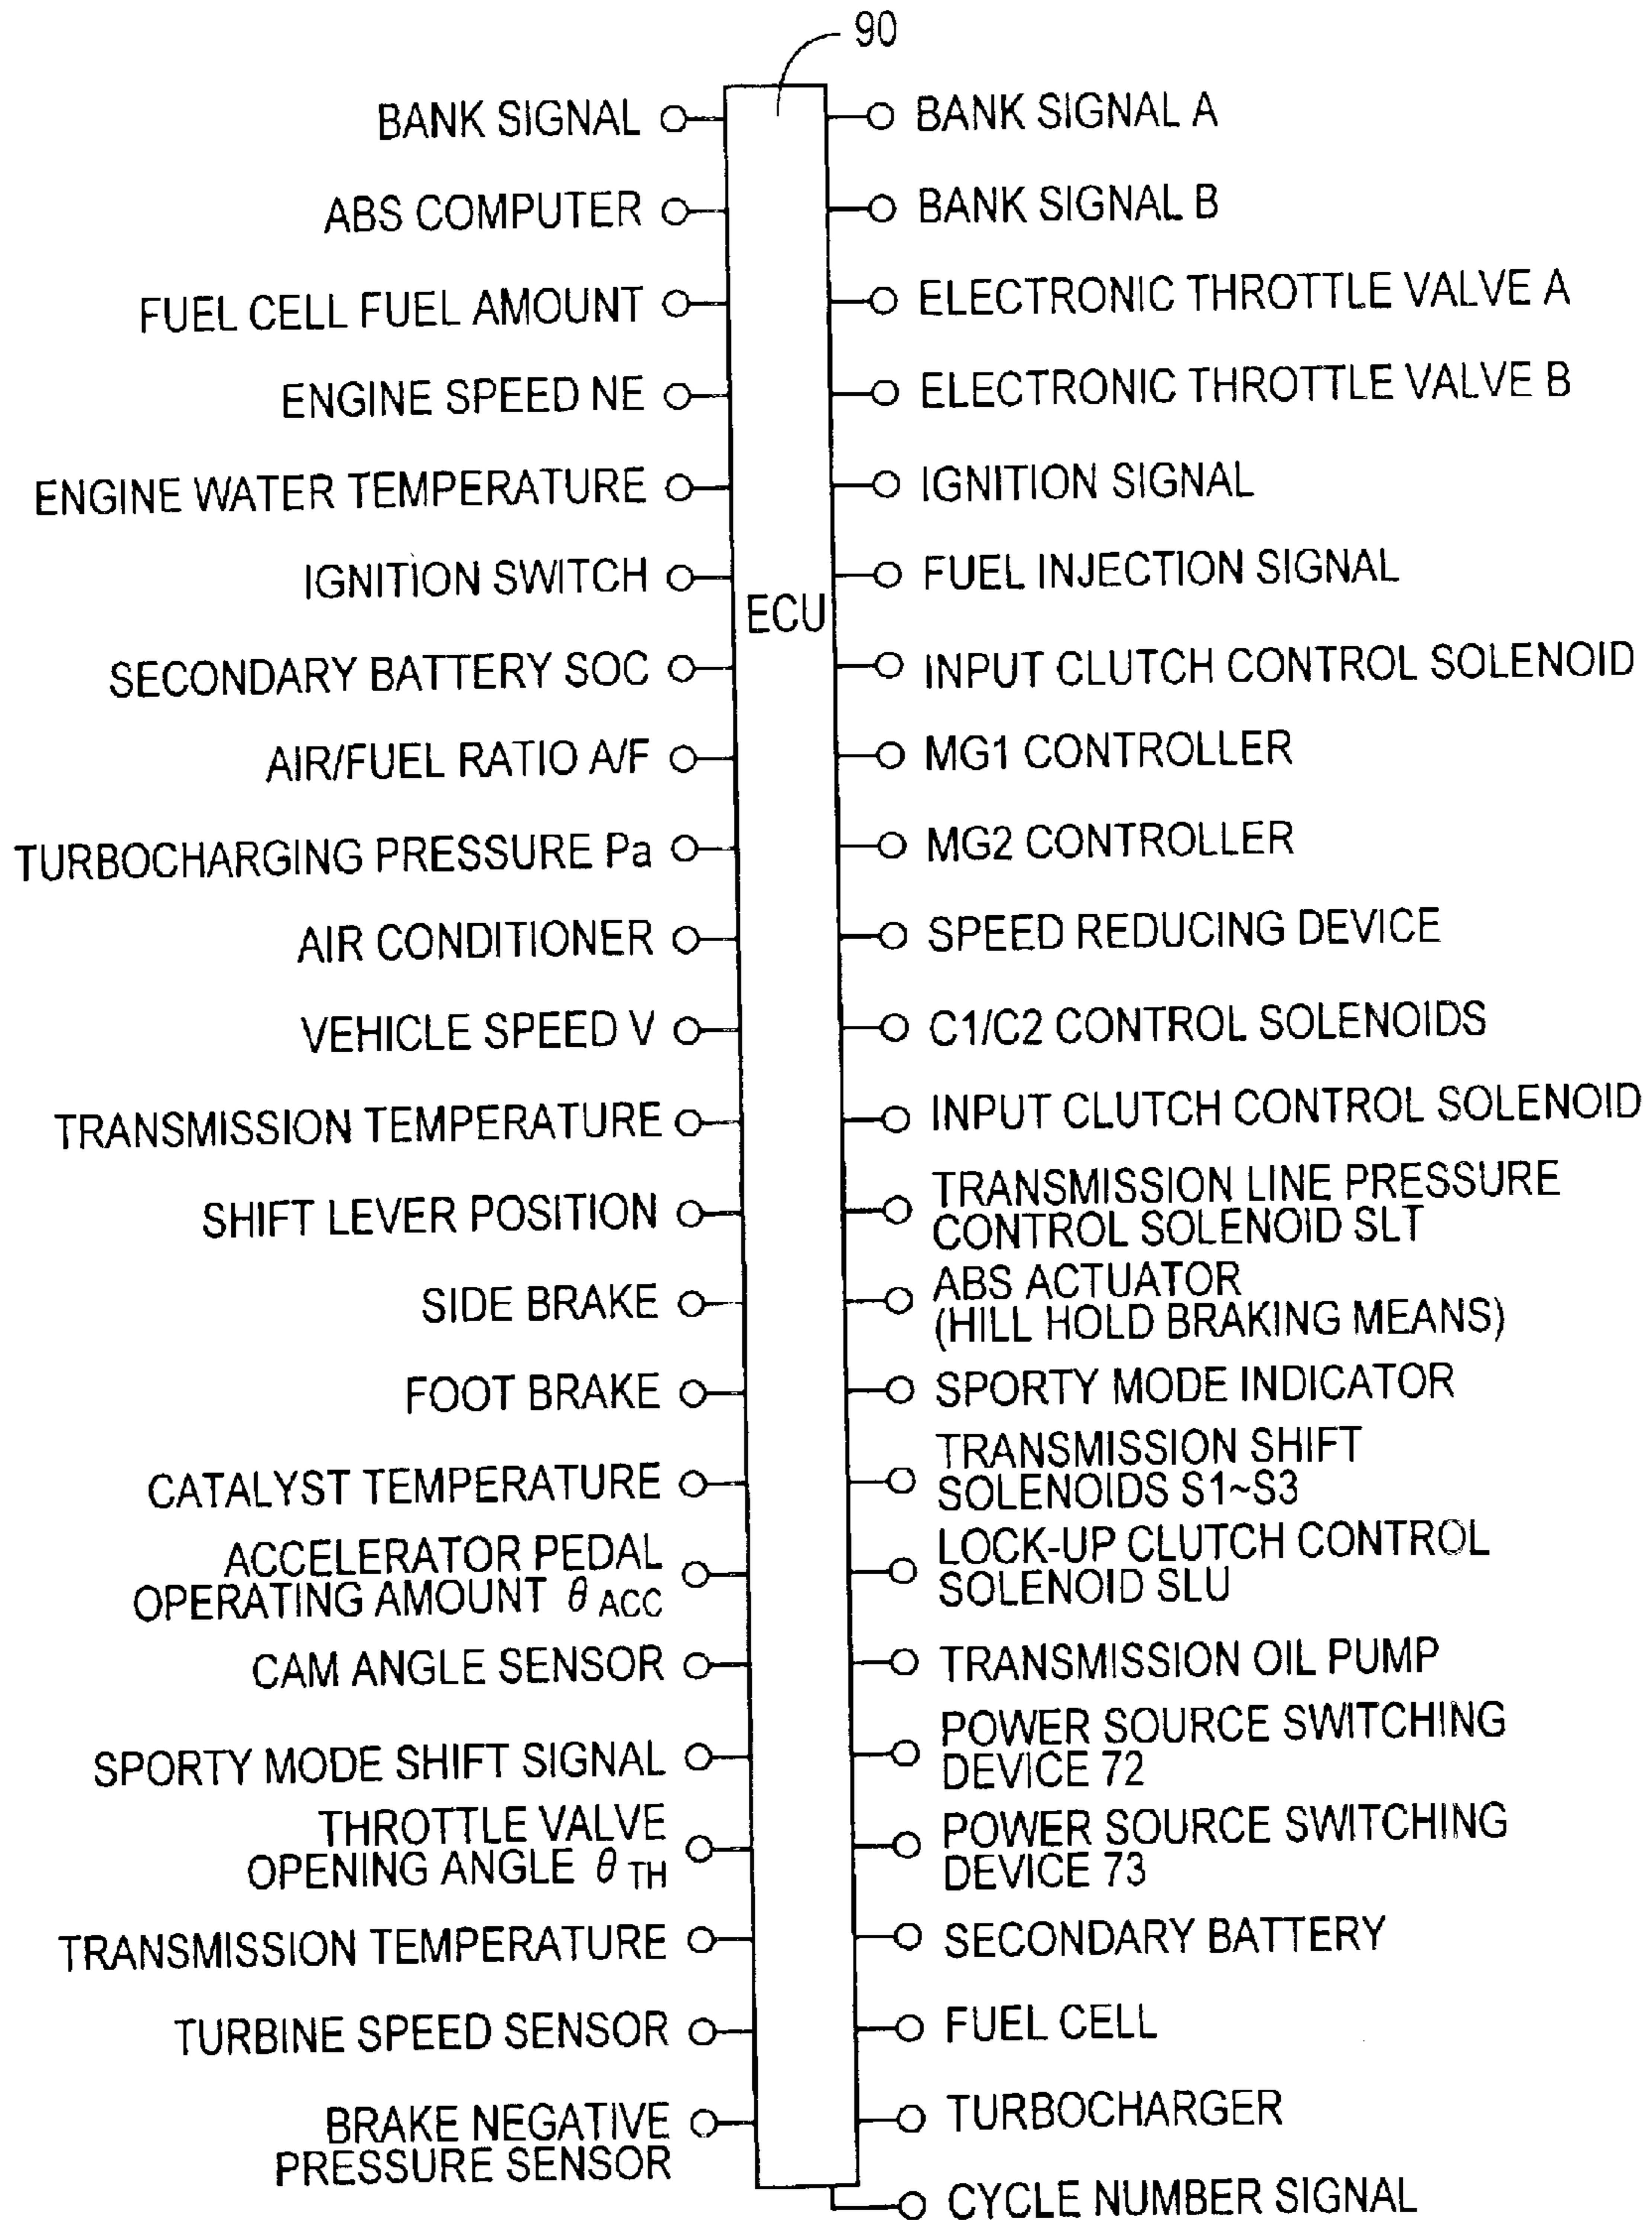 90
BANK SIGNAL
ABS COMPUTER
FUEL CELL FUEL AMOUNT
ENGINE SPEED NE
ENGINE WATER TEMPERATURE
IGNITION SWITCH
SECONDARY BATTERY SOC
AIR/FUEL RATIO A/F
TURBOCHARGING PRESSURE Pa
AIR CONDITIONER
VEHICLE SPEED V
TRANSMISSION TEMPERATURE
SHIFT LEVER POSITION
SIDE BRAKE
FOOT BRAKE
CATALYST TEMPERATURE
ACCELERATOR PEDAL
OPERATING AMOUNT θ ACC
CAM ANGLE SENSOR
SPORTY MODE SHIFT SIGNAL
THROTTLE VALVE
OPENING ANGLE θ TH
TRANSMISSION TEMPERATURE
TURBINE SPEED SENSOR
BRAKE NEGATIVE
PRESSURE SENSOR
ECU
BANK SIGNAL A
BANK SIGNAL B
ELECTRONIC THROTTLE VALVE A
ELECTRONIC THROTTLE VALVE B
IGNITION SIGNAL
FUEL INJECTION SIGNAL
INPUT CLUTCH CONTROL SOLENOID
MG1 CONTROLLER
MG2 CONTROLLER
SPEED REDUCING DEVICE
C1/C2 CONTROL SOLENOIDS
INPUT CLUTCH CONTROL SOLENOID
TRANSMISSION LINE PRESSURE
CONTROL SOLENOID SLT
ABS ACTUATOR
(HILL HOLD BRAKING MEANS)
SPORTY MODE INDICATOR
TRANSMISSION SHIFT
SOLENOIDS S1~S3
LOCK-UP CLUTCH CONTROL
SOLENOID SLU
TRANSMISSION OIL PUMP
POWER SOURCE SWITCHING
DEVICE 72
POWER SOURCE SWITCHING
DEVICE 73
SECONDARY BATTERY
FUEL CELL
TURBOCHARGER
CYCLE NUMBER SIGNAL